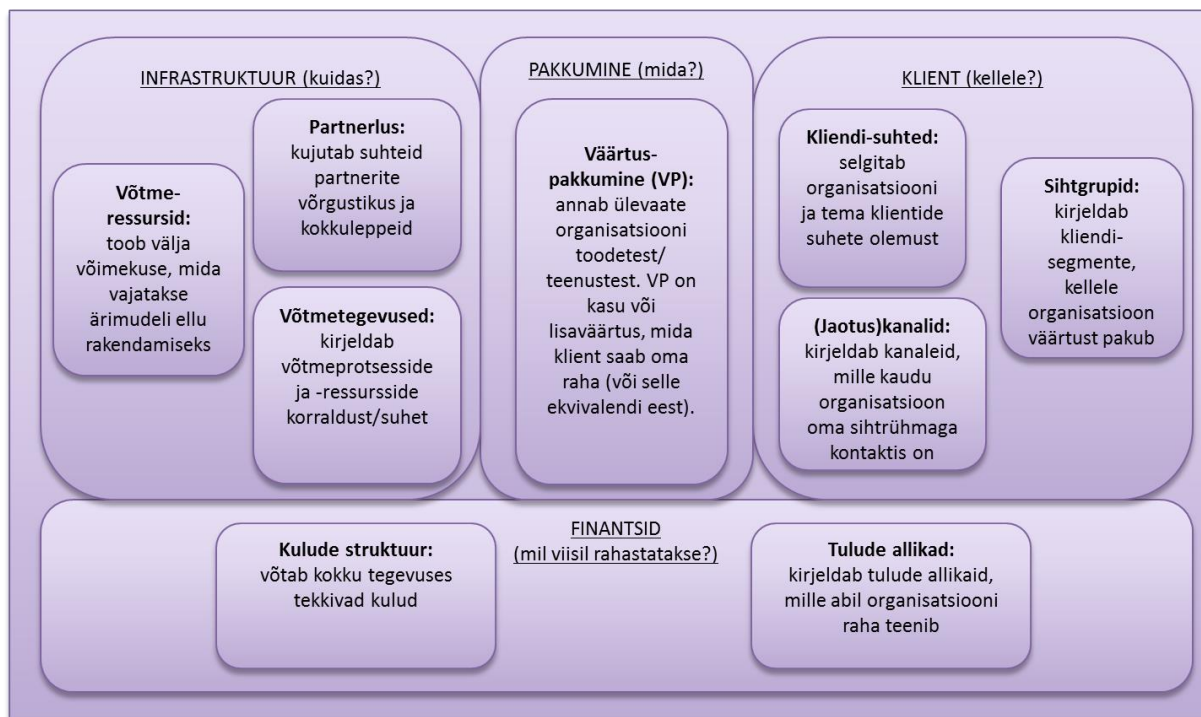 INFRASTRUKTUUR (kuidas?)
Võtme-
ressursid:
toob välja
võimekuse, mida
vajatakse
ärimudeli ellu
rakendamiseks
Partnerlus:
kujutab suhteid
partnerite
võrgustikus ja
kokkuleppeid
Võtmetegevused:
kirjeldab
võtmeprotsesside
ja -ressursside
korraldust/suhet
PAKKUMINE (mida?)
Väärtus-
pakkumine (VP):
annab ülevaate
organisatsiooni
toodetest/
teenustest. VP on
kasu või
lisaväärtus, mida
klient saab oma
raha (või selle
ekvivalendi eest).
KLIENT (kellele?)
Kliendi-suhted:
selgitab
organisatsiooni
ja tema klientide
suhete olemust
(Jaotus)kanalid:
kirjeldab kanaleid,
mille kaudu
organisatsioon
oma sihtrühmaga
kontaktis on
Sihtgrupid:
kirjeldab
kliendi-
segmente,
kellele
organisatsioon
väärtust pakub
FINANTSID
(mil viisil rahastatakse?)
Kulude struktuur:
võtab kokku tegevuses
tekkivad kulud
Tulude allikad:
kirjeldab tulude allikaid,
mille abil organisatsiooni
raha teenib